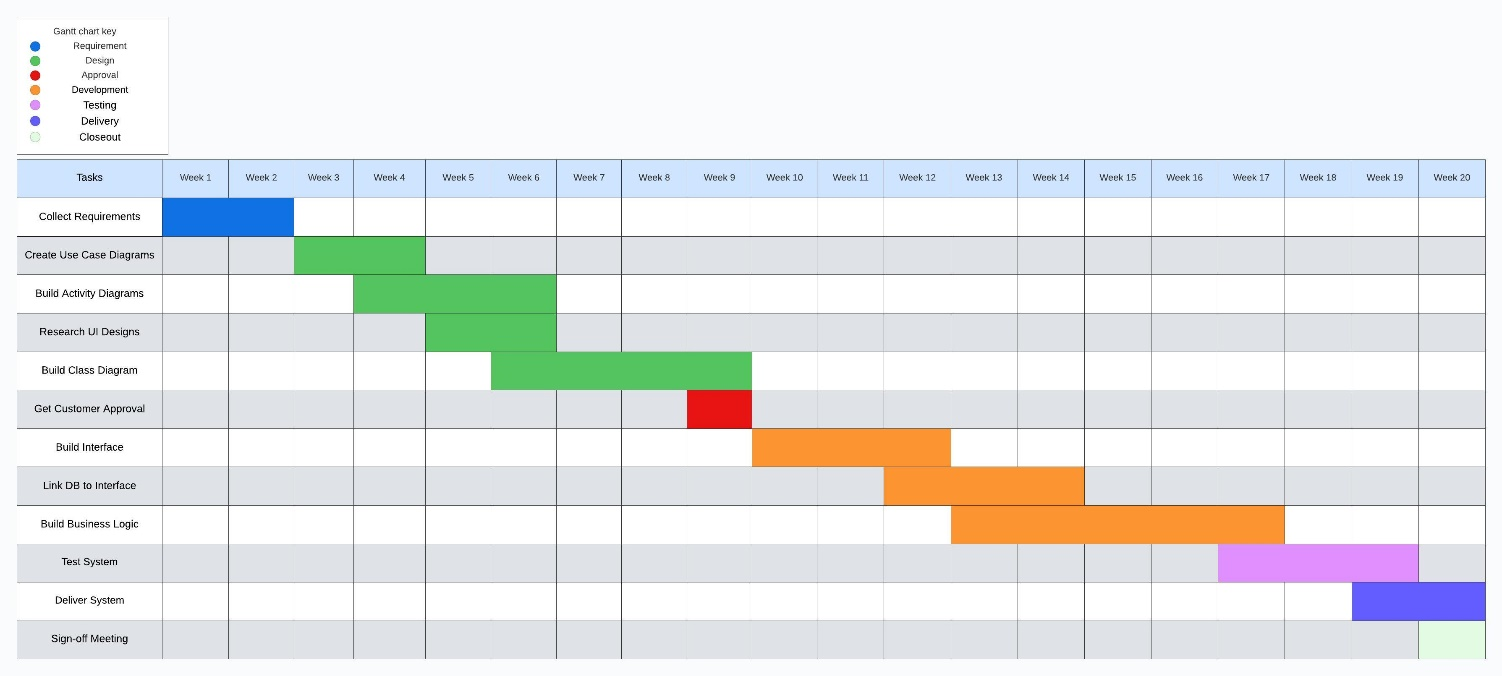 Gantt chart key
Requirement
Design
Approval
Development
Testing
Delivery
Closeout
Tasks Week 1 Week 2 Week 3 Week 4 Week 5 Week 6 Week 7 Week 8 Week 9 Week 10 Week 11 Week 12 Week 13 Week 14 Week 15 Week 16 Week 17 Week 18 Week 19 Week 20
Collect Requirements
Create Use Case Diagrams
Build Activity Diagrams
Research UI Designs
Build Class Diagram
Get Customer Approval
Build Interface
Link DB to Interface
Build Business Logic
Test System
Deliver System
Sign-off Meeting